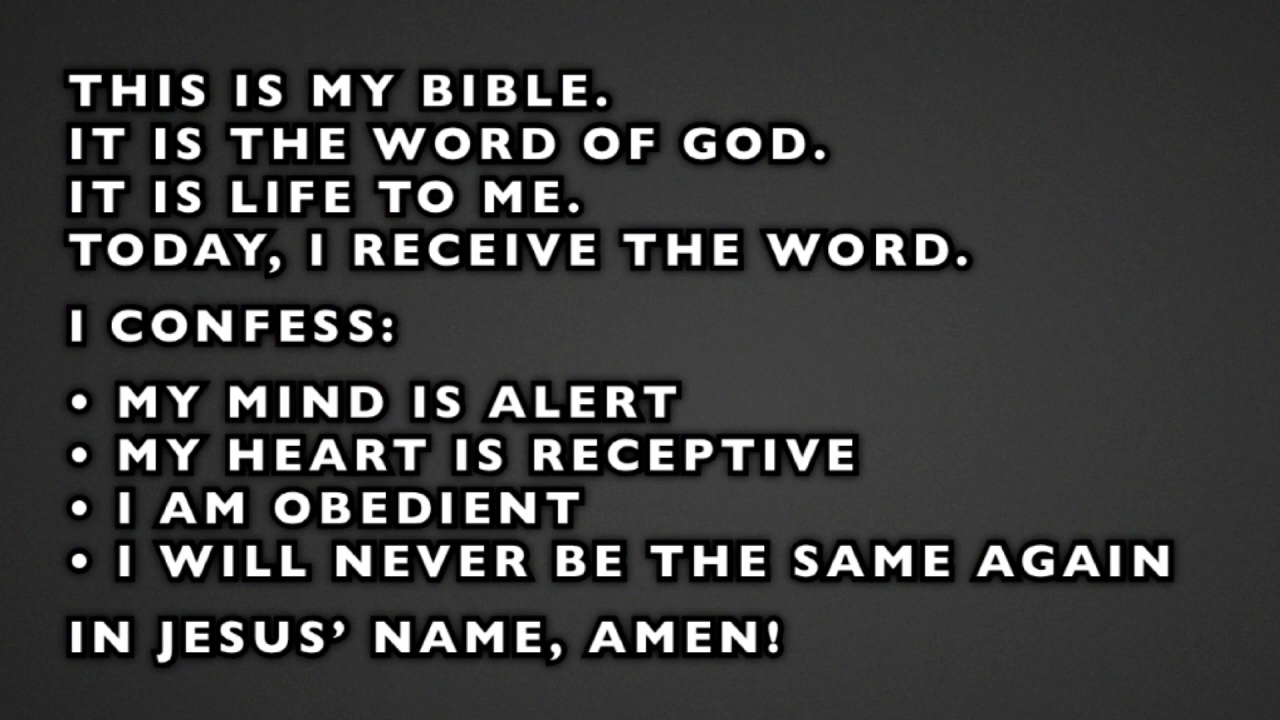 THIS IS MY BIBLE.
IT IS THE WORD OF GOD.
IT IS LIFE TO ME.
TODAY, I RECEIVE THE WORD.
I CONFESS:
• MY MIND IS ALERT
• MY HEART IS RECEPTIVE
• I AM OBEDIENT
• I WILL NEVER BE THE SAME AGAIN
IN JESUS’ NAME, AMEN!